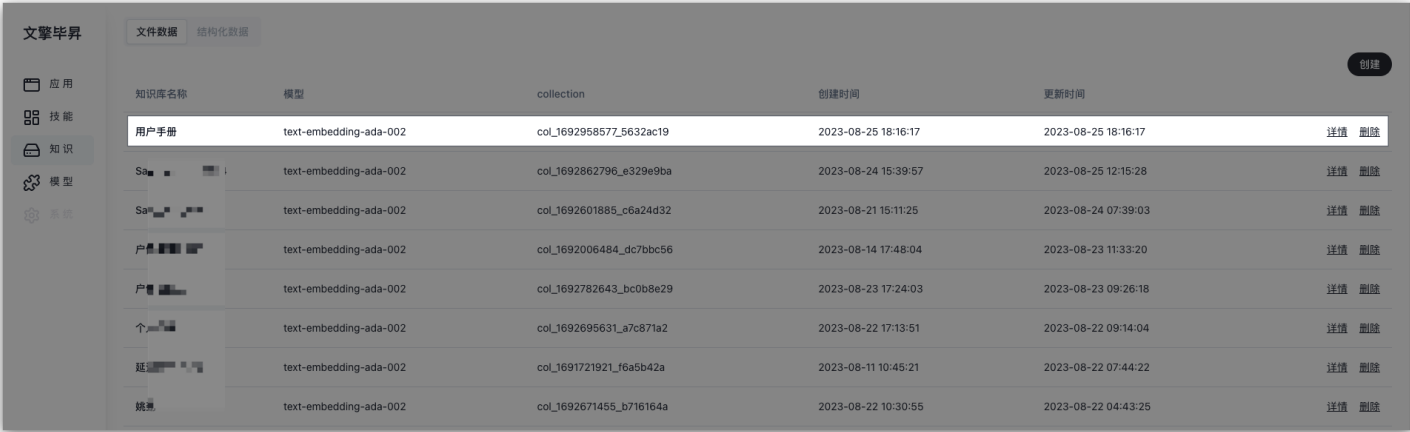 文擎毕昇
应用
技能
知识
模型
系统
文件数据 结构化数据
创建
知识库名称 模型 collection 创建时间 更新时间
用户手册 text-embedding-ada-002 col_1692958577_5632ac19 2023-08-25 18:16:17 2023-08-25 18:16:17 详情 删除
text-embedding-ada-002 col_1692862796_e329e9ba 2023-08-24 15:39:57 2023-08-25 12:15:28 详情 删除
text-embedding-ada-002 col_1692601885_c6a24d32 2023-08-21 15:11:25 2023-08-24 07:39:03 详情 删除
text-embedding-ada-002 col_1692006484_dc7bbc56 2023-08-14 17:48:04 2023-08-23 11:33:20 详情 删除
text-embedding-ada-002 col_1692782643_bc0b8e29 2023-08-23 17:24:03 2023-08-23 09:26:18 详情 删除
text-embedding-ada-002 col_1692695631_a7c871a2 2023-08-22 17:13:51 2023-08-22 09:14:04 详情 删除
text-embedding-ada-002 col_1691721921_f6a5b42a 2023-08-11 10:45:21 2023-08-22 07:44:22 详情 删除
text-embedding-ada-002 col_1692671455_b716164a 2023-08-22 10:30:55 2023-08-22 04:43:25 详情 删除